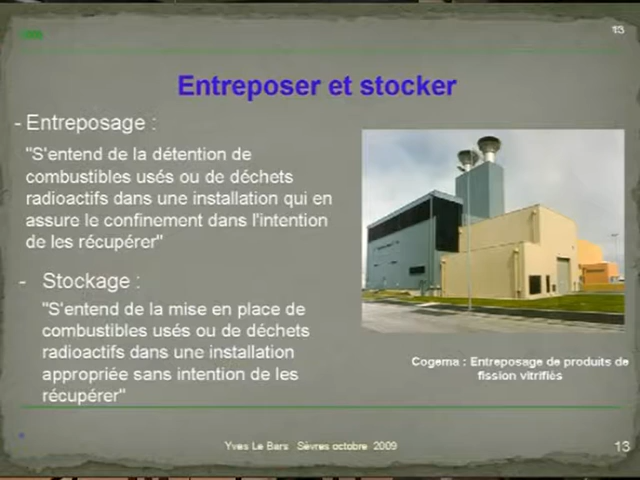 13
Entreposer et stocker
- Entreposage :
"S'entend de la détention de
combustibles usés ou de déchets
radioactifs dans une installation qui en
assure le confinement dans l'intention
de les récupérer"
- Stockage :
"S'entend de la mise en place de
combustibles usés ou de déchets
radioactifs dans une installation
appropriée sans intention de les
récupérer"
Cogema : Entreposage de produits de
fission vitrifiés
Yves Le Bars Sèvres octobre 2009
13